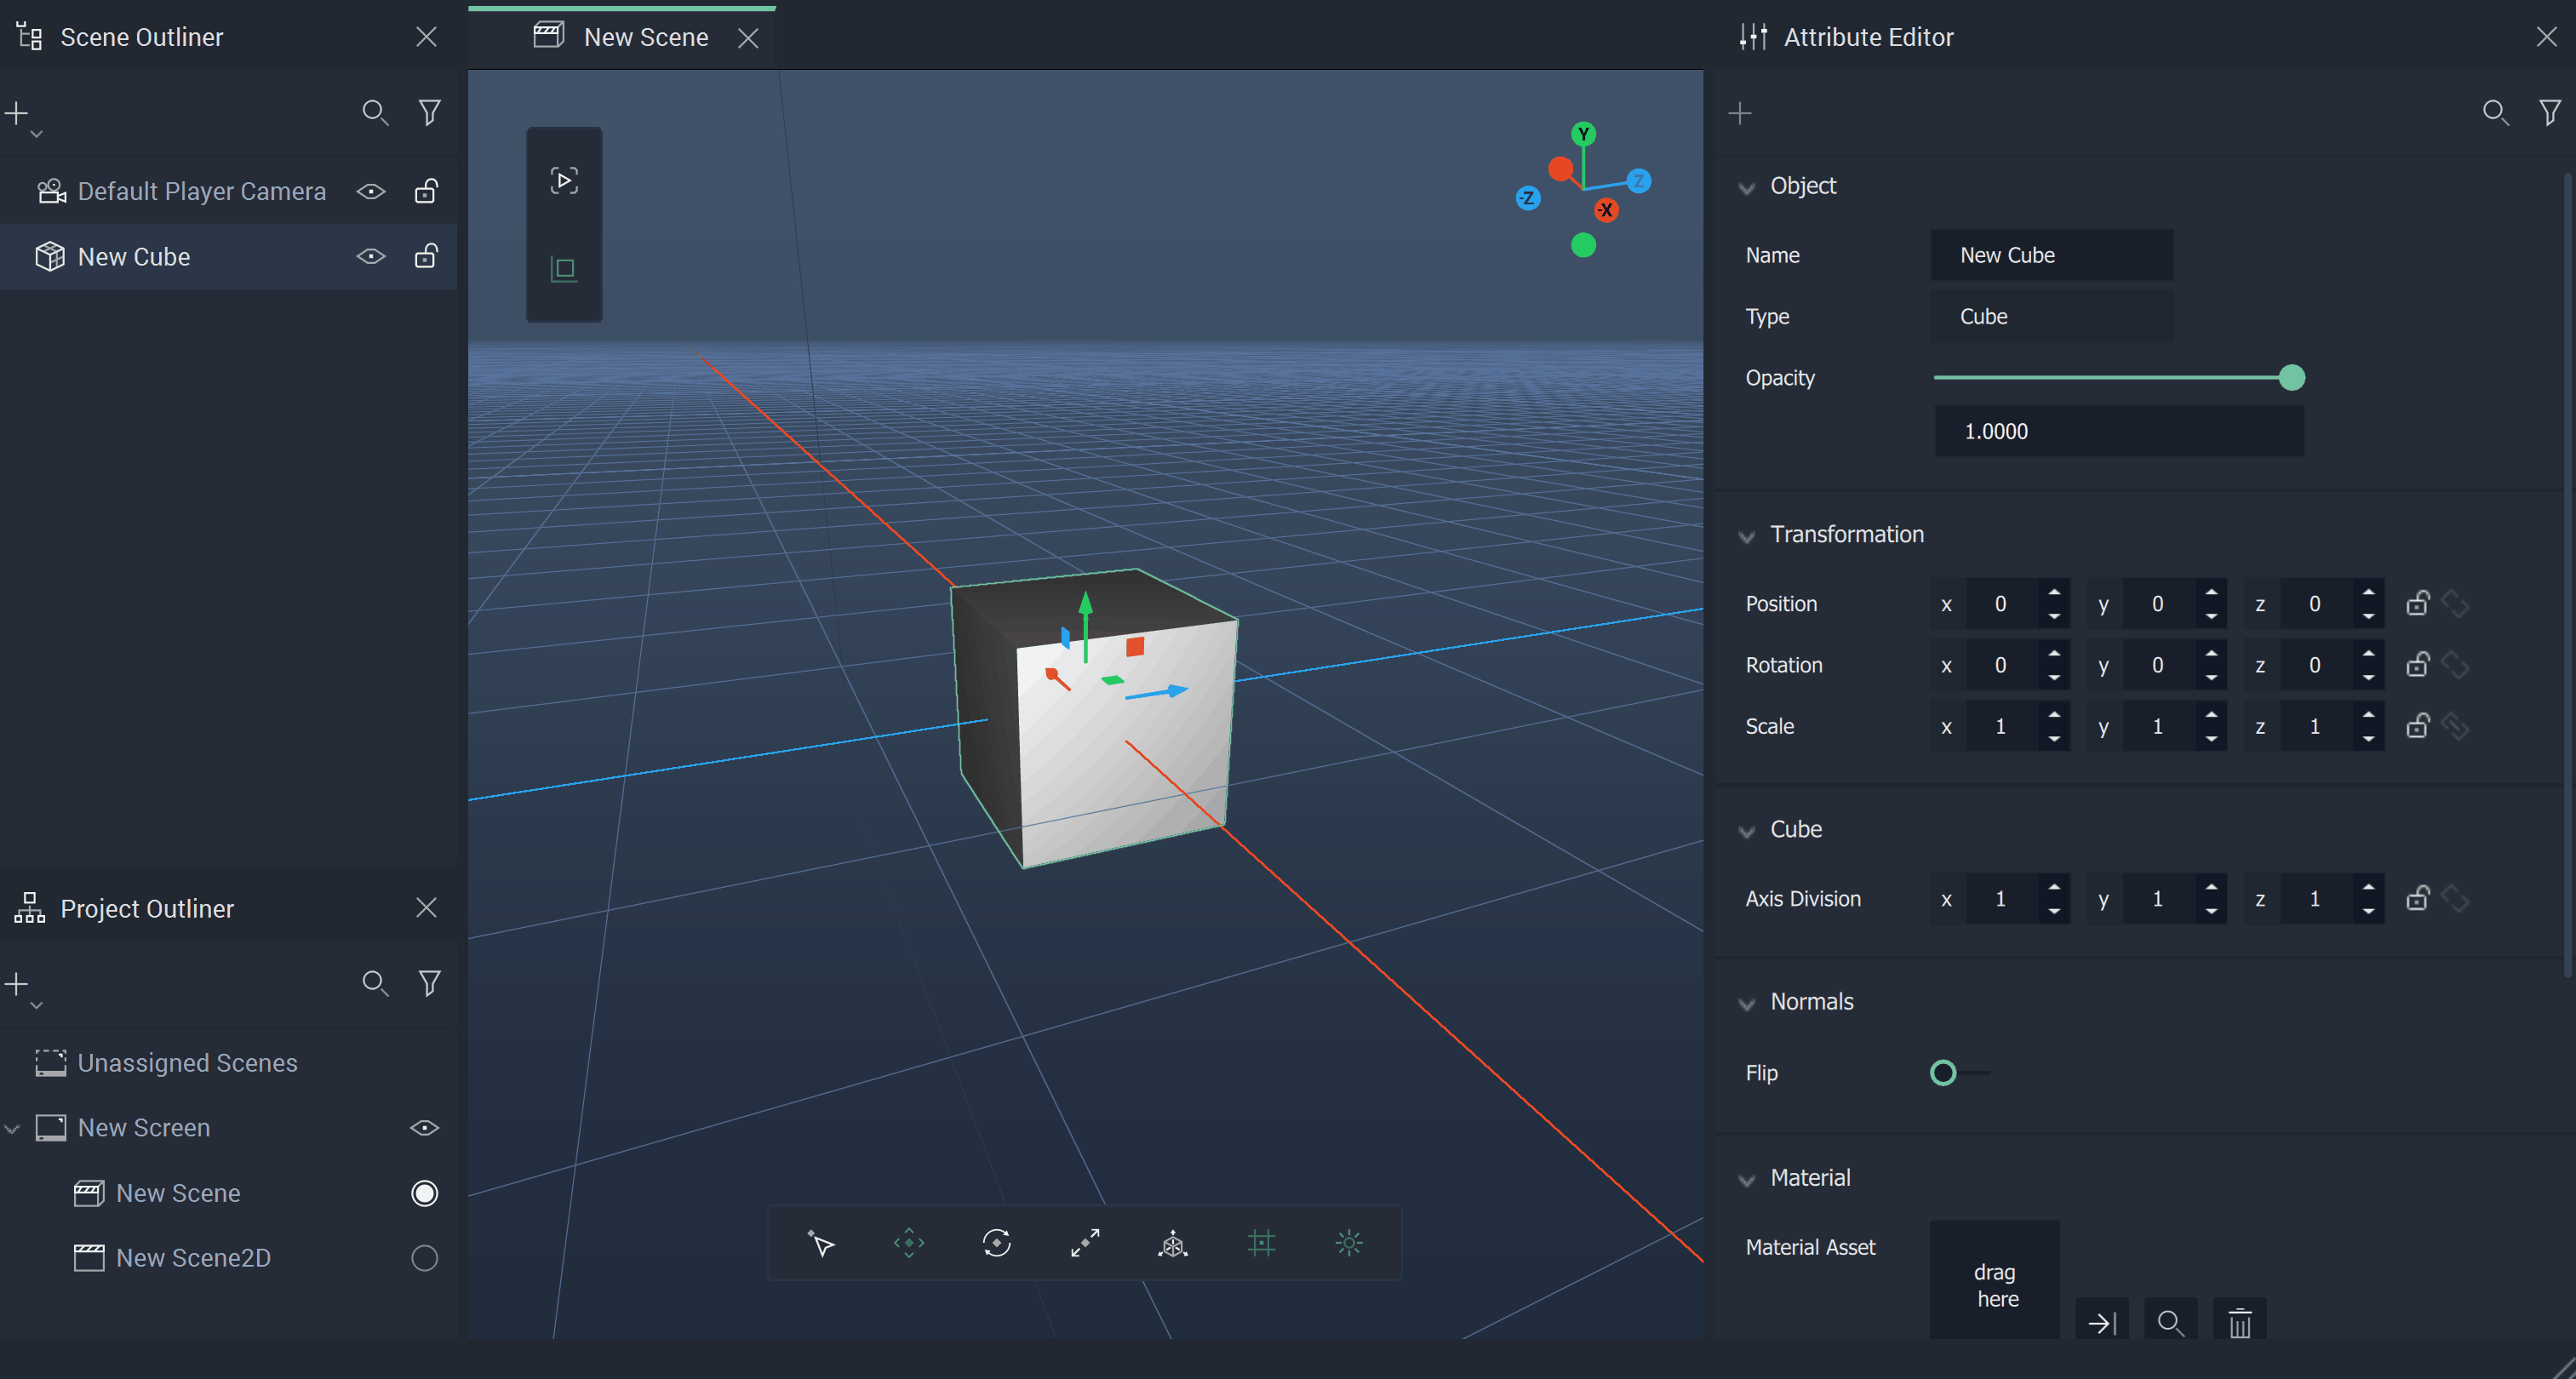 Scene Outliner
Default Player Camera
New Cube
Project Outliner
Unassigned Scenes
New Screen
New Scene
New Scene2D
New Scene
Y
Z
-Z
-X
Attribute Editor
Object
Name New Cube
Type Cube
Opacity
1.0000
Transformation
Position x 0 y 0 z 0
Rotation x 0 y 0 z 0
Scale x 1 y 1 z 1
Cube
Axis Division x 1 y 1 z 1
Normals
Flip
Material
Material Asset
drag
here